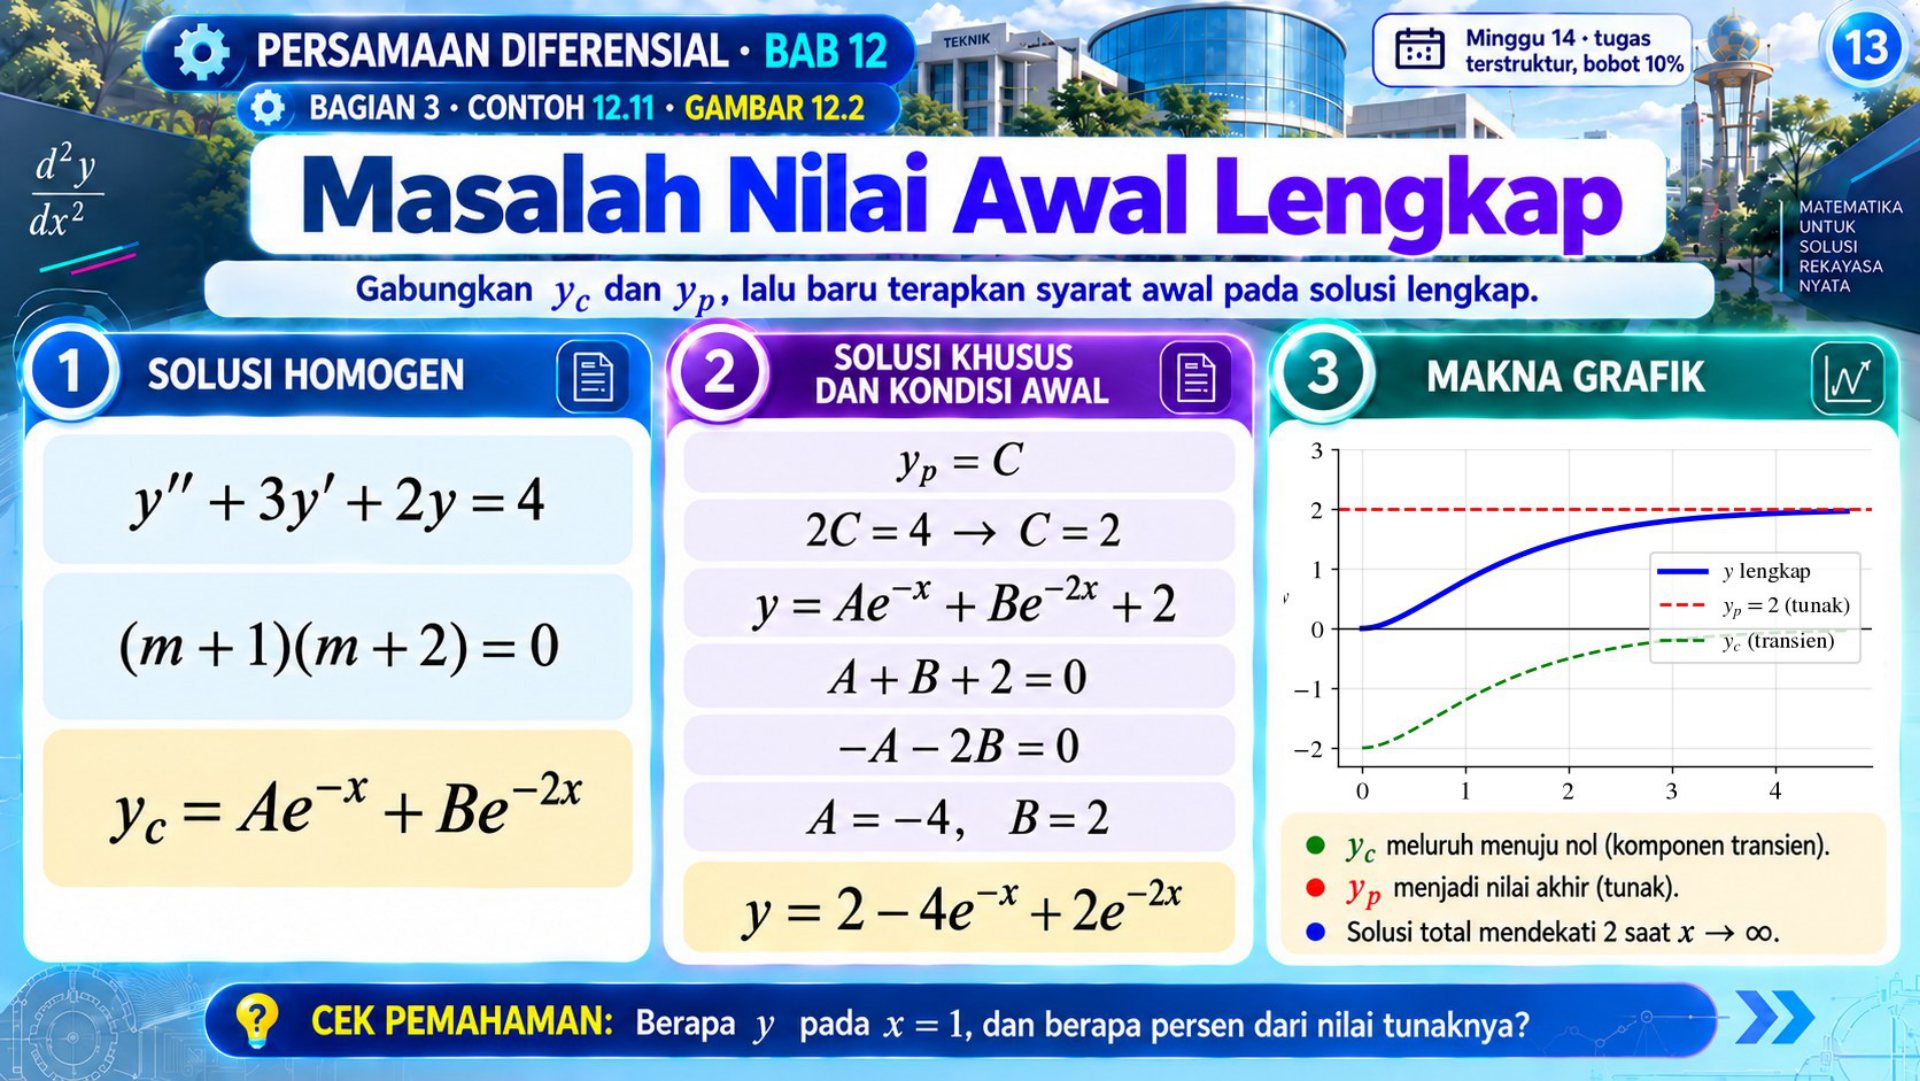 PERSAMAAN DIFERENSIAL · BAB 12
BAGIAN 3 · CONTOH 12.11 · GAMBAR 12.2
TEKNIK
Minggu 14 · tugas
terstruktur, bobot 10%
13
d²y
dx²
Masalah Nilai Awal Lengkap
MATEMATIKA
UNTUK
SOLUSI
REKAYASA
NYATA
Gabungkan y_c dan y_p, lalu baru terapkan syarat awal pada solusi lengkap.
1 SOLUSI HOMOGEN
y″ + 3y′ + 2y = 4
(m + 1)(m + 2) = 0
y_c = Ae^{−x} + Be^{−2x}
2 SOLUSI KHUSUS
DAN KONDISI AWAL
y_p = C
2C = 4 → C = 2
y = Ae^{−x} + Be^{−2x} + 2
A + B + 2 = 0
−A − 2B = 0
A = −4, B = 2
y = 2 − 4e^{−x} + 2e^{−2x}
3 MAKNA GRAFIK
3
2
1
0
−1
−2
y lengkap
y_p = 2 (tunak)
y_c (transien)
0 1 2 3 4
y_c meluruh menuju nol (komponen transien).
y_p menjadi nilai akhir (tunak).
Solusi total mendekati 2 saat x → ∞.
? CEK PEMAHAMAN: Berapa y pada x = 1, dan berapa persen dari nilai tunaknya?